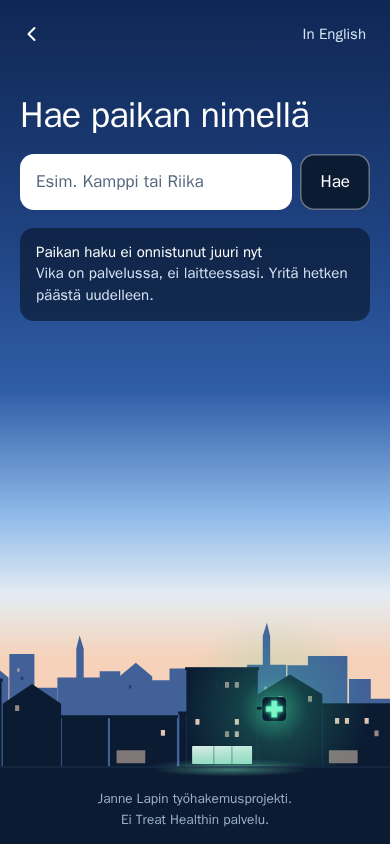 In English
Hae paikan nimellä
Esim. Kamppi tai Riika
Hae
Paikan haku ei onnistunut juuri nyt
Vika on palvelussa, ei laitteessasi. Yritä hetken
päästä uudelleen.
Janne Lapin työhakemusprojekti.
Ei Treat Healthin palvelu.